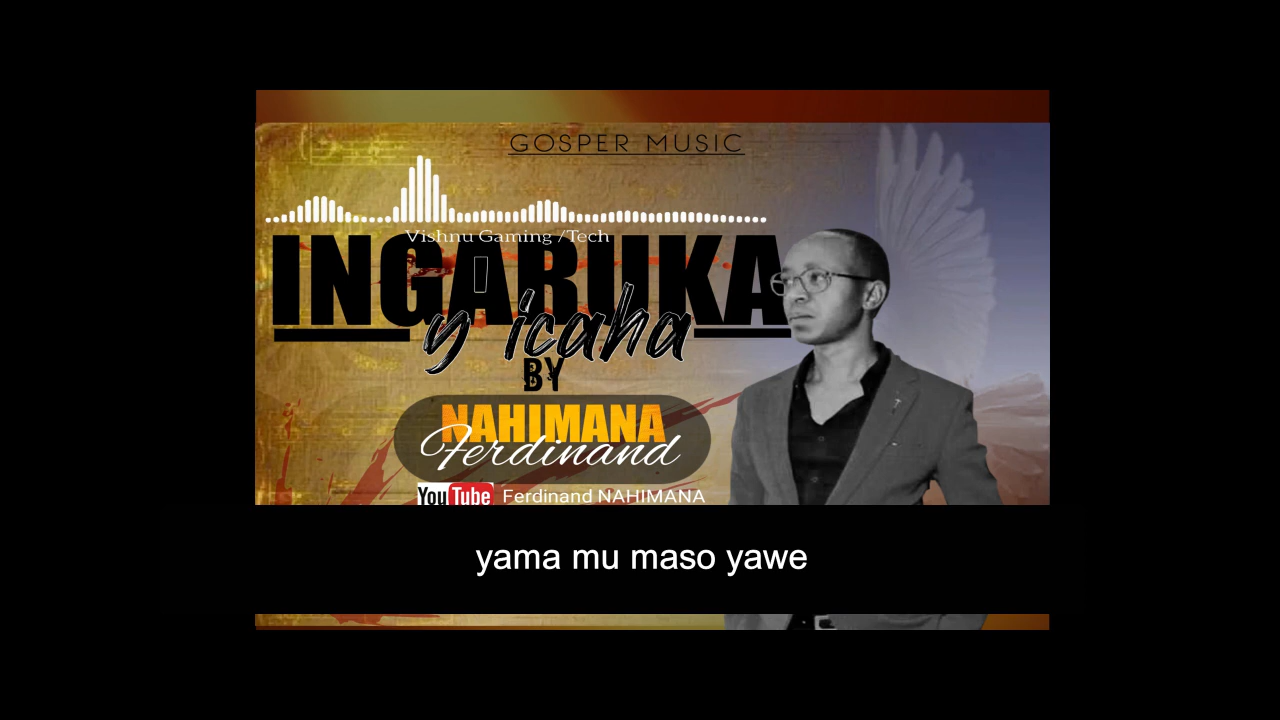 GOSPER MUSIC
Vishnu Gaming /Tech
INGARUKA
y'icaha
BY
NAHIMANA
Ferdinand
YouTube Ferdinand NAHIMANA
yama mu maso yawe